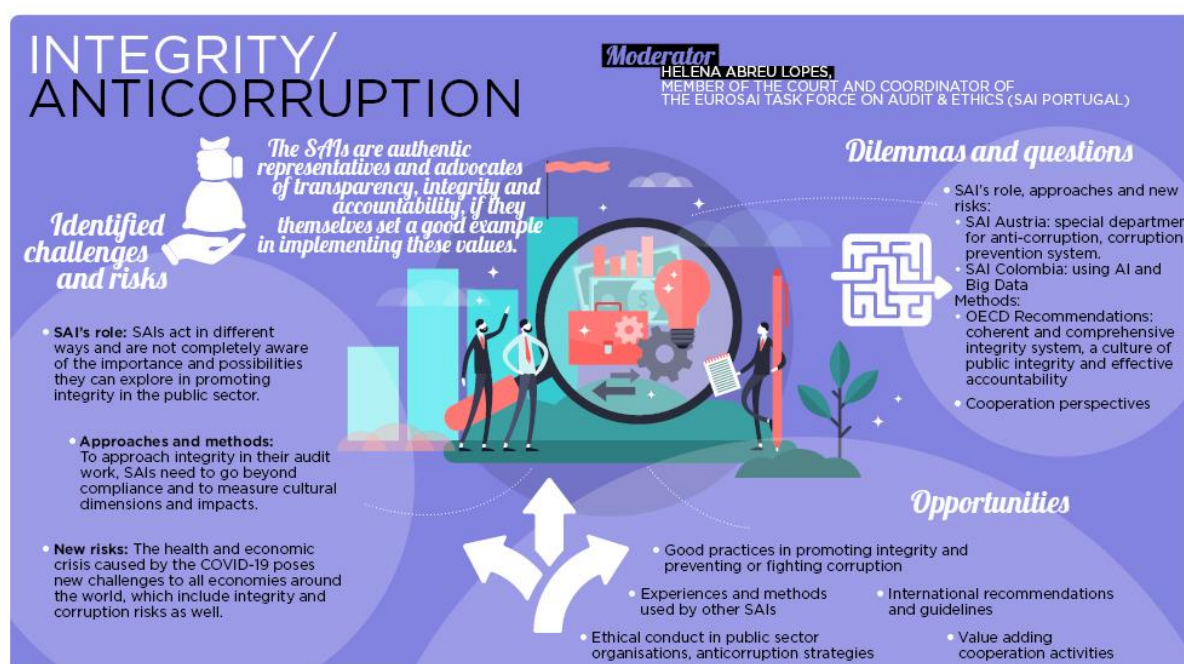 INTEGRITY/
ANTICORRUPTION
Moderator
HELENA ABREU LOPES,
MEMBER OF THE COURT AND COORDINATOR OF
THE EUROSAI TASK FORCE ON AUDIT & ETHICS (SAI PORTUGAL)
The SAIs are authentic
representatives and advocates
of transparency, integrity and
accountability, if they
themselves set a good example
in implementing these values.
Identified
challenges
and risks
• SAI's role: SAIs act in different
ways and are not completely aware
of the importance and possibilities
they can explore in promoting
integrity in the public sector.
• Approaches and methods:
To approach integrity in their audit
work, SAIs need to go beyond
compliance and to measure cultural
dimensions and impacts.
• New risks: The health and economic
crisis caused by the COVID-19 poses
new challenges to all economies around
the world, which include integrity and
corruption risks as well.
Dilemmas and questions
• SAI's role, approaches and new
risks:
• SAI Austria: special departmen
for anti-corruption, corruption
prevention system.
• SAI Colombia: using AI and
Big Data
Methods:
• OECD Recommendations:
coherent and comprehensive
integrity system, a culture of
public integrity and effective
accountability
• Cooperation perspectives
$
Opportunities
• Good practices in promoting integrity and
preventing or fighting corruption
• Experiences and methods
used by other SAIs
• International recommendations
and guidelines
• Ethical conduct in public sector
organisations, anticorruption strategies
• Value adding
cooperation activities